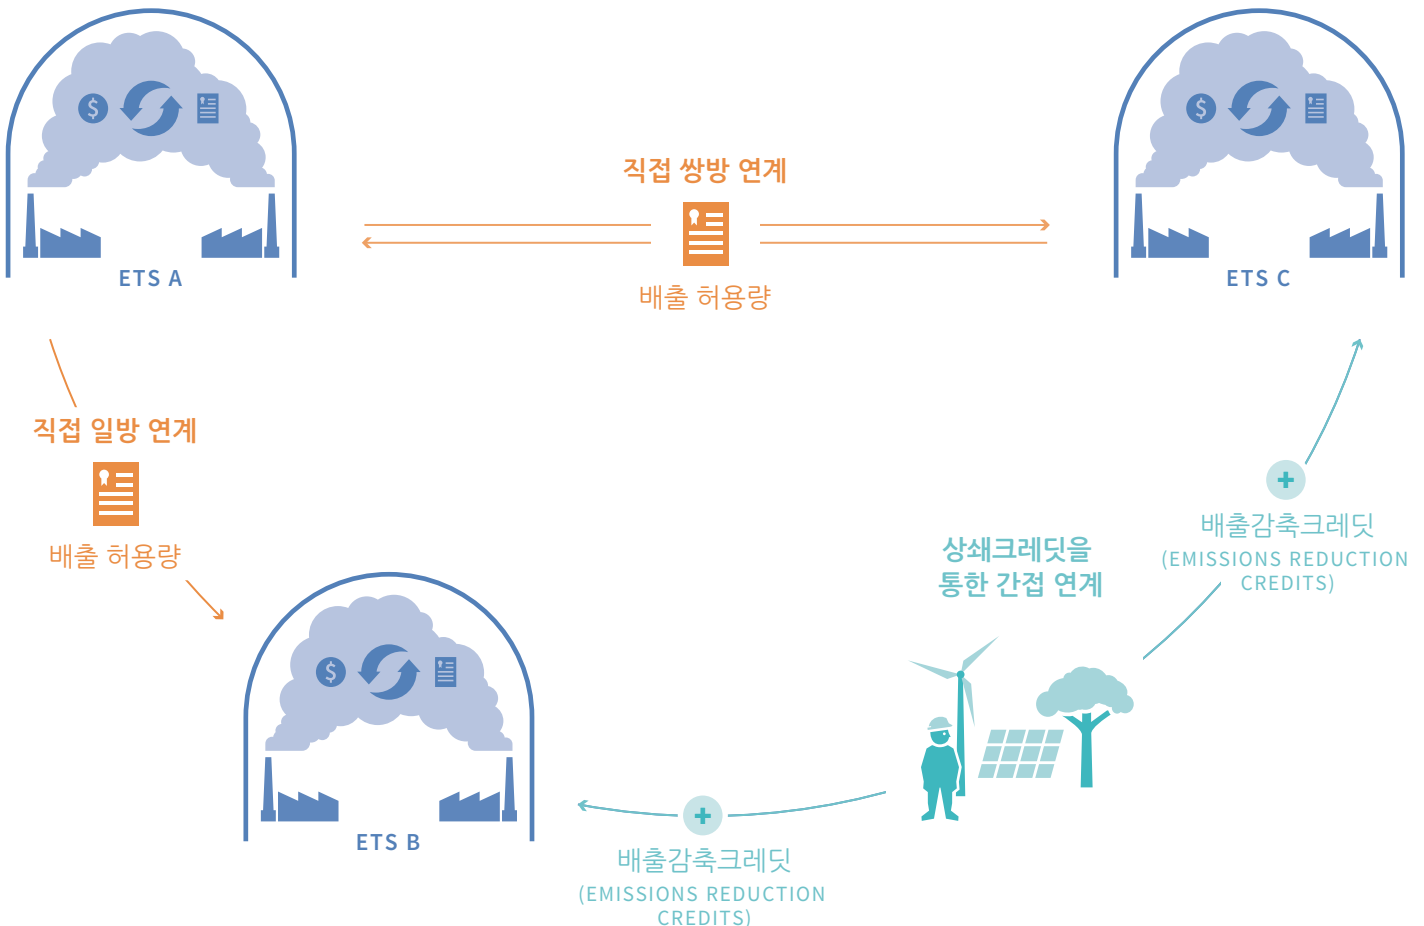 직접 쌍방 연계
배출 허용량
ETS A
ETS C
직접 일방 연계
배출 허용량
배출감축크레딧
(EMISSIONS REDUCTION
CREDITS)
상쇄크레딧을
통한 간접 연계
ETS B
배출감축크레딧
(EMISSIONS REDUCTION
CREDITS)